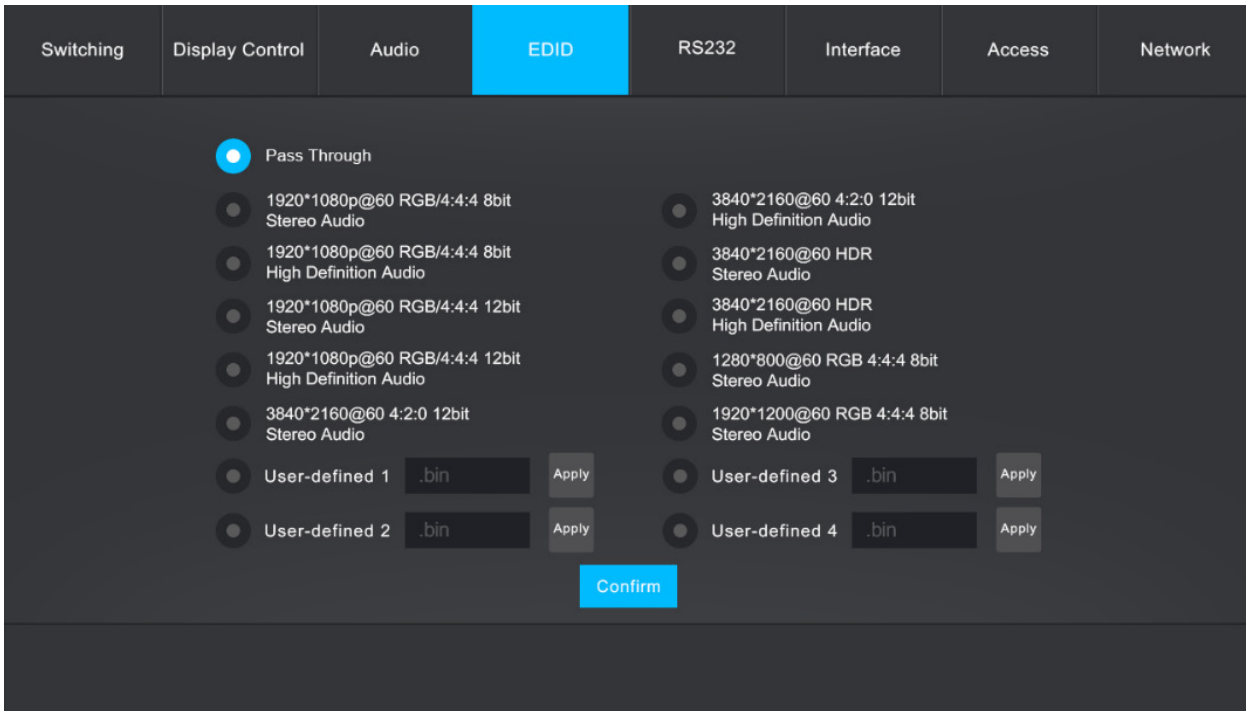 Switching Display Control Audio EDID RS232 Interface Access Network
Pass Through
1920*1080p@60 RGB/4:4:4 8bit
Stereo Audio
1920*1080p@60 RGB/4:4:4 8bit
High Definition Audio
1920*1080p@60 RGB/4:4:4 12bit
Stereo Audio
1920*1080p@60 RGB/4:4:4 12bit
High Definition Audio
3840*2160@60 4:2:0 12bit
Stereo Audio
User-defined 1 .bin Apply
User-defined 2 .bin Apply
3840*2160@60 4:2:0 12bit
High Definition Audio
3840*2160@60 HDR
Stereo Audio
3840*2160@60 HDR
High Definition Audio
1280*800@60 RGB 4:4:4 8bit
Stereo Audio
1920*1200@60 RGB 4:4:4 8bit
Stereo Audio
User-defined 3 .bin Apply
User-defined 4 .bin Apply
Confirm